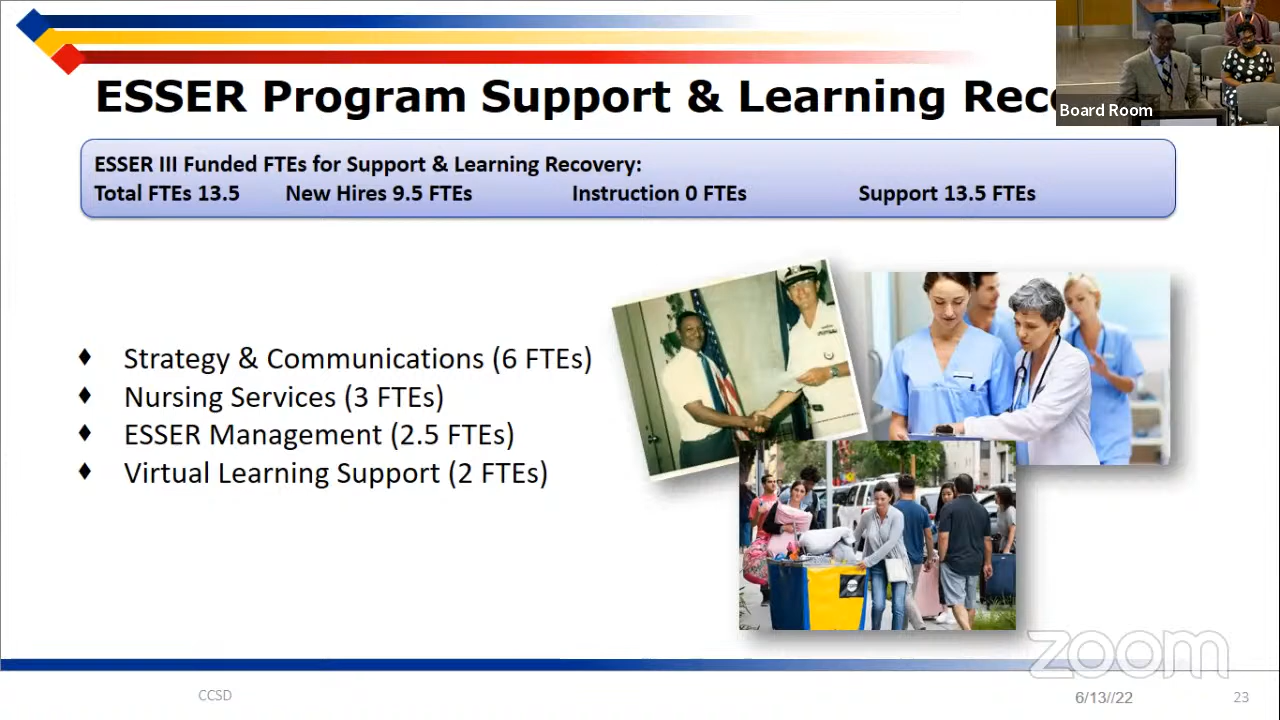 ESSER Program Support & Learning Reco
Board Room
ESSER III Funded FTEs for Support & Learning Recovery:
Total FTEs 13.5 New Hires 9.5 FTEs Instruction 0 FTEs Support 13.5 FTEs
♦ Strategy & Communications (6 FTEs)
♦ Nursing Services (3 FTEs)
♦ ESSER Management (2.5 FTEs)
♦ Virtual Learning Support (2 FTEs)
zoom
CCSD 6/13//22 23